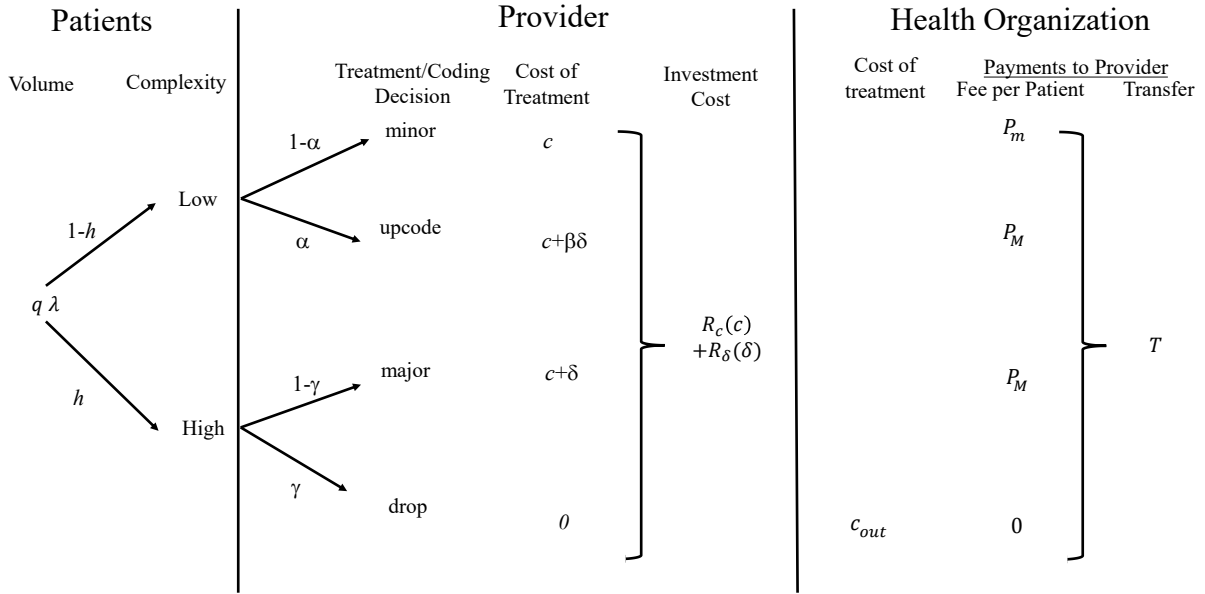 Patients
Provider
Health Organization
Volume
Complexity
Treatment/Coding
Decision
Cost of
Treatment
Investment
Cost
Cost of
treatment
Payments to Provider
Fee per Patient
Transfer
1-α
minor
c
P_m
Low
1-h
α
upcode
c+βδ
P_M
q λ
R_c(c)
+R_δ(δ)
T
h
1-γ
major
c+δ
P_M
High
γ
drop
0
c_out
0